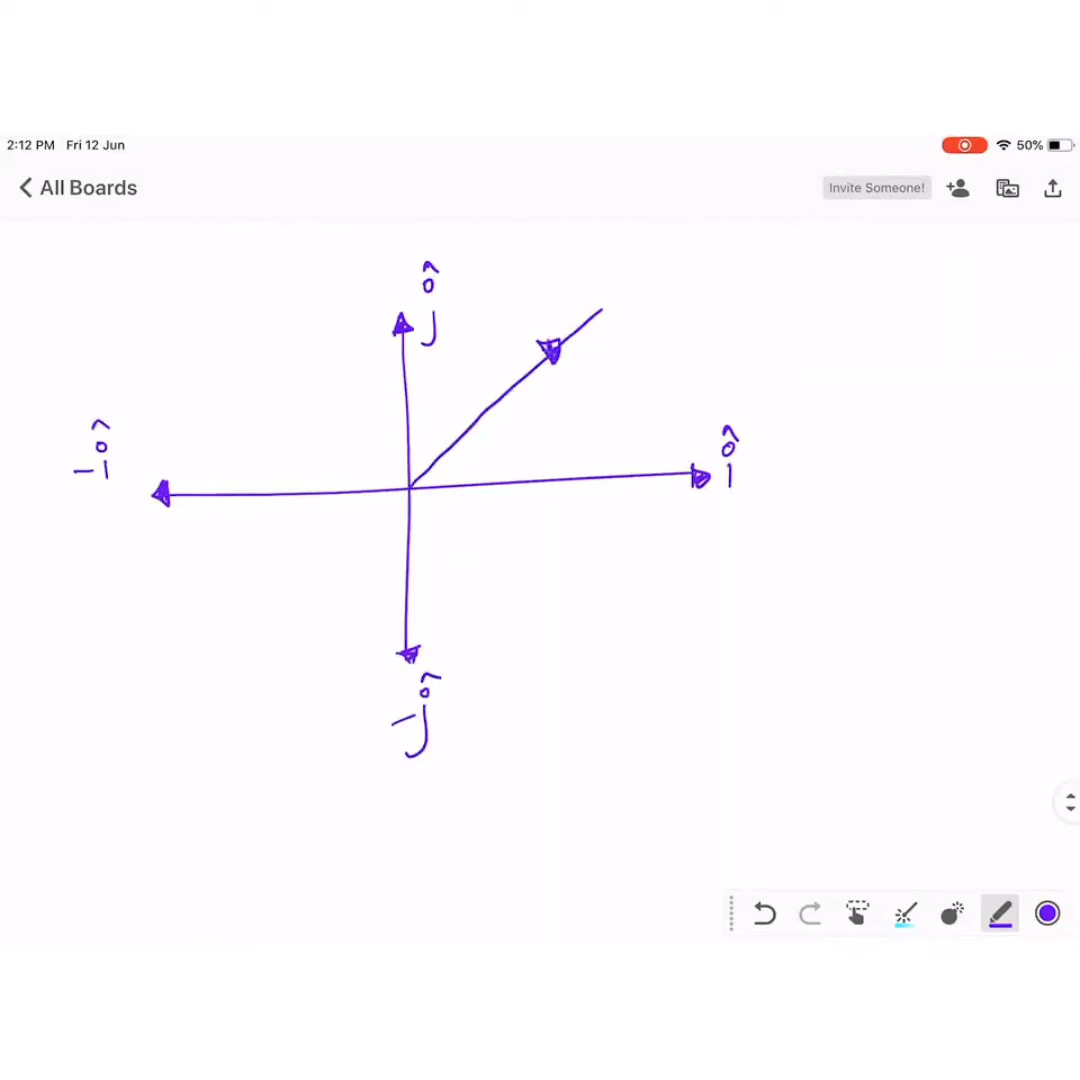 2:12 PM Fri 12 Jun
50%
All Boards
Invite Someone!
ĵ
-î
î
-ĵ